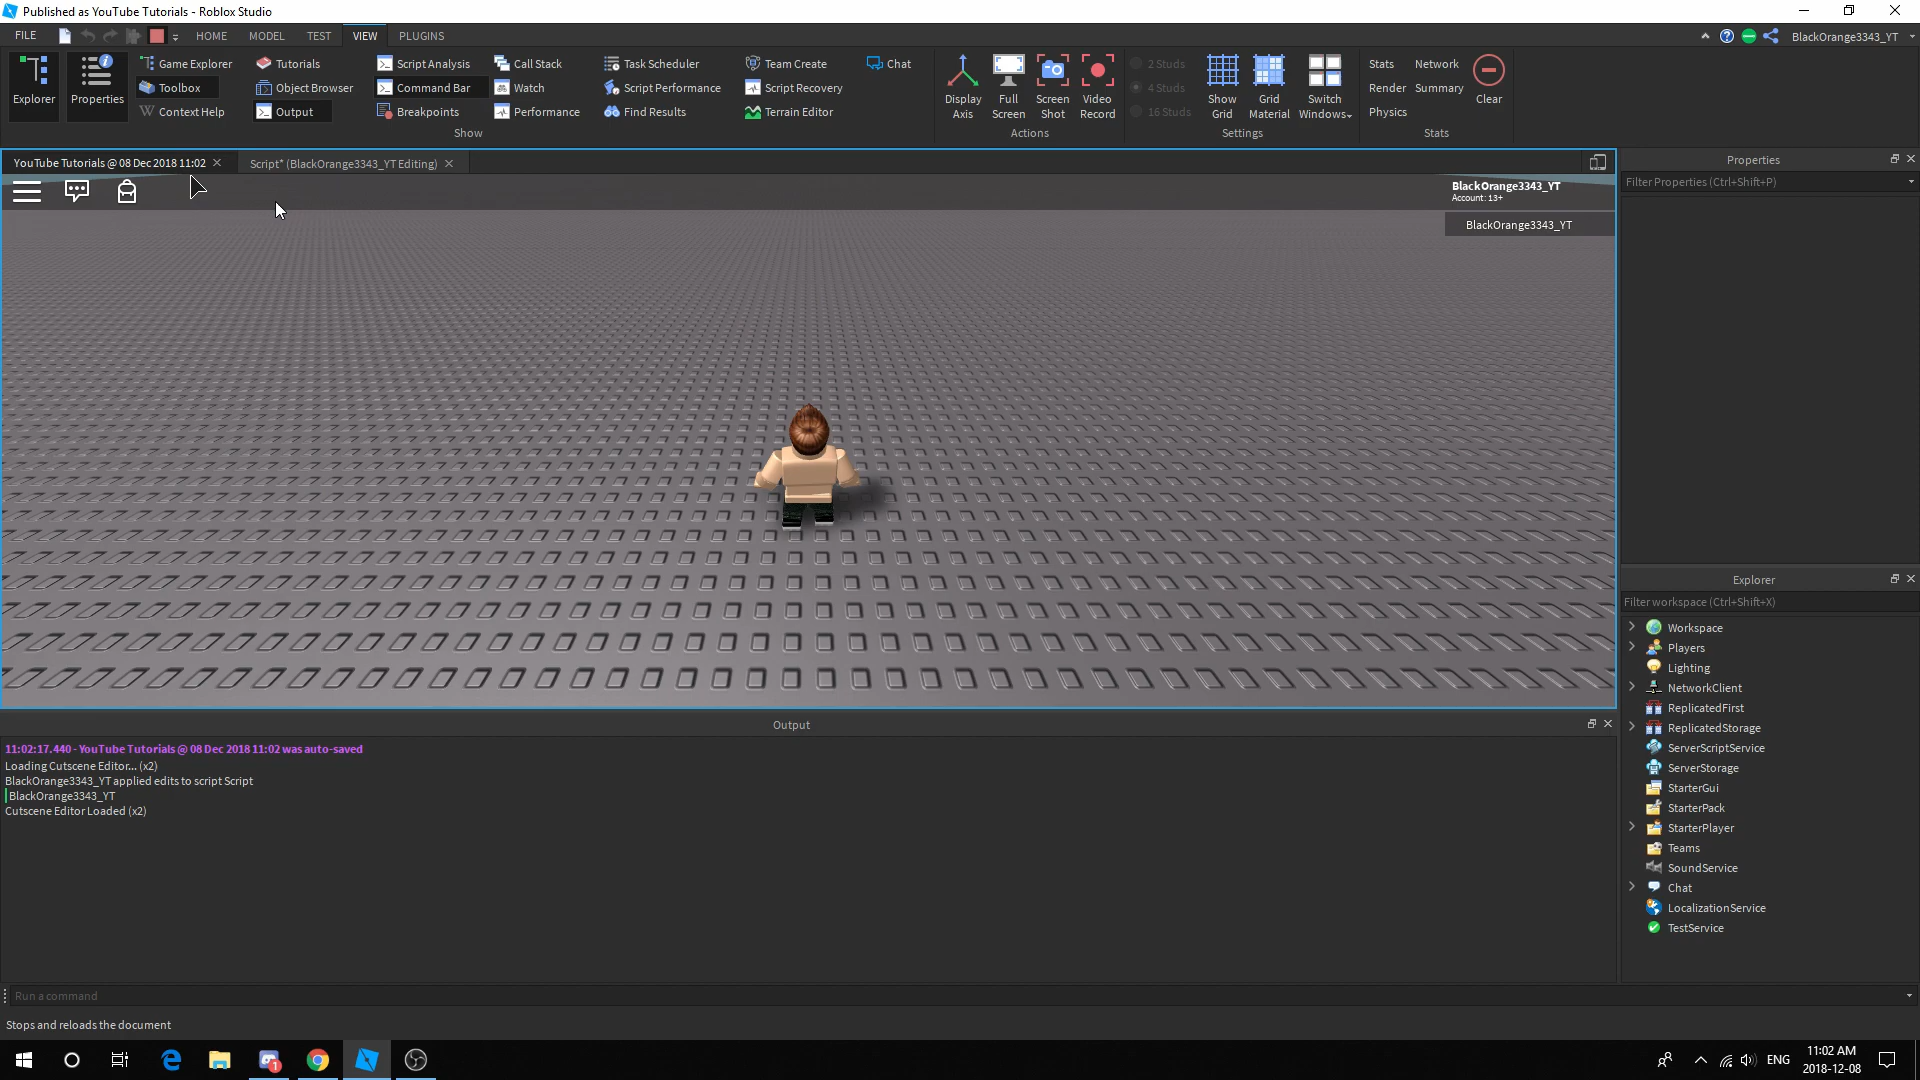 Published as YouTube Tutorials - Roblox Studio
FILE HOME MODEL TEST VIEW PLUGINS BlackOrange3343_YT
Explorer
Properties
Game Explorer
Toolbox
Context Help
Tutorials
Object Browser
Output
Script Analysis
Command Bar
Breakpoints
Call Stack
Watch
Performance
Task Scheduler
Script Performance
Find Results
Team Create
Script Recovery
Terrain Editor
Chat
Show
Display Axis
Full Screen
Screen Shot
Video Record
Actions
2 Studs
4 Studs
16 Studs
Show Grid
Grid Material
Switch Windows
Settings
Stats Network
Render Summary
Physics
Clear
Stats
YouTube Tutorials @ 08 Dec 2018 11:02
Script* (BlackOrange3343_YT Editing)
BlackOrange3343_YT
Account: 13+
BlackOrange3343_YT
Properties
Filter Properties (Ctrl+Shift+P)
Explorer
Filter workspace (Ctrl+Shift+X)
Workspace
Players
Lighting
NetworkClient
ReplicatedFirst
ReplicatedStorage
ServerScriptService
ServerStorage
StarterGui
StarterPack
StarterPlayer
Teams
SoundService
Chat
LocalizationService
TestService
Output
11:02:17.440 - YouTube Tutorials @ 08 Dec 2018 11:02 was auto-saved
Loading Cutscene Editor... (x2)
BlackOrange3343_YT applied edits to script Script
BlackOrange3343_YT
Cutscene Editor Loaded (x2)
Run a command
Stops and reloads the document
1
ENG
11:02 AM
2018-12-08